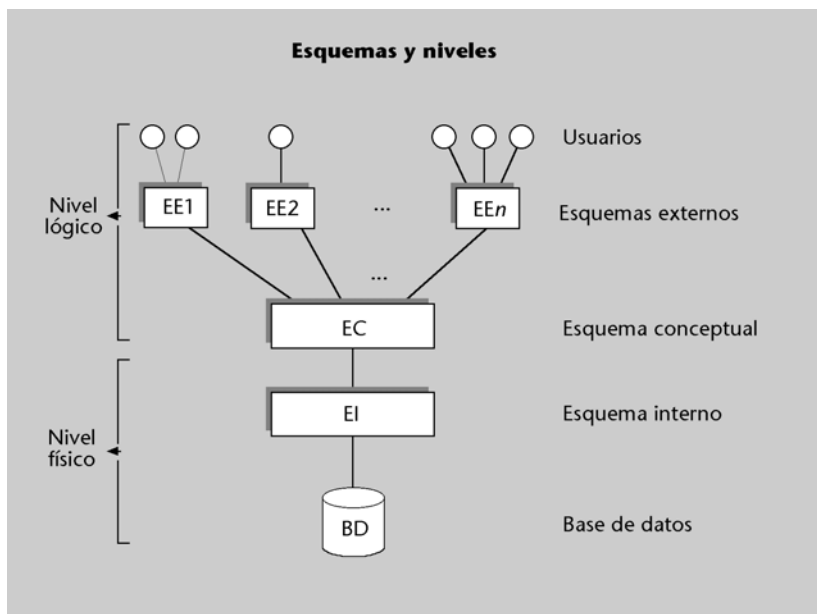 Esquemas y niveles
Usuarios
Nivel
lógico
EE1
EE2
...
EEn
Esquemas externos
...
EC
Esquema conceptual
EI
Esquema interno
Nivel
físico
BD
Base de datos